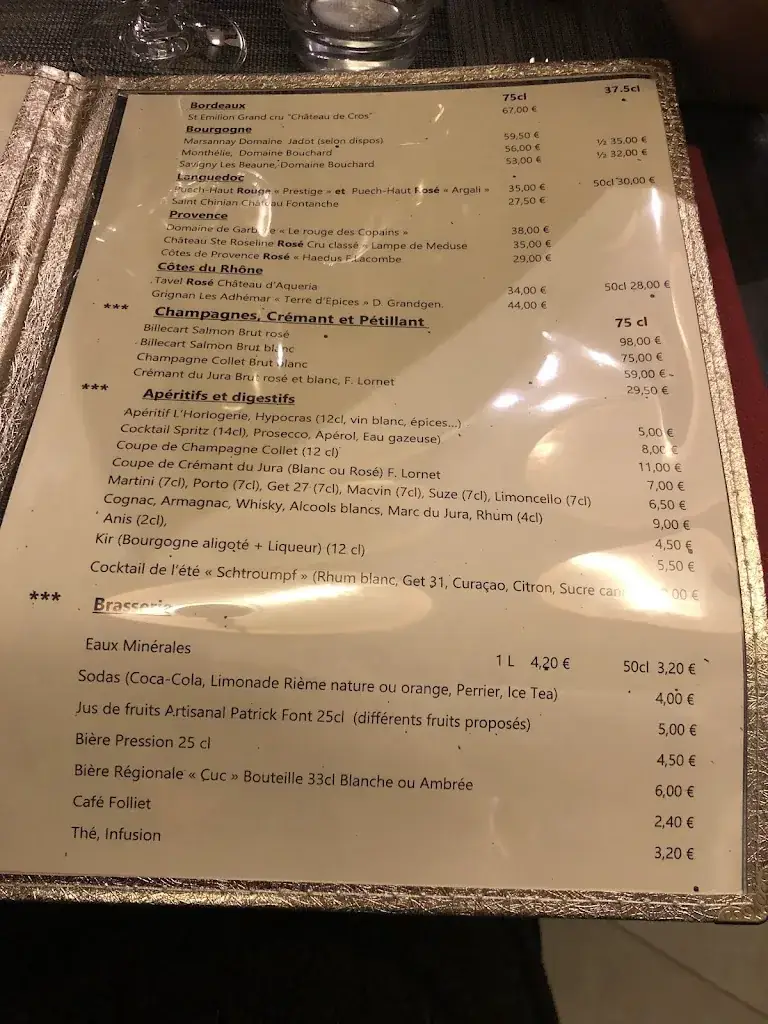 75cl 37.5cl
Bordeaux
St Emilion Grand cru "Château de Cros" 67,00 €
Bourgogne
Marsannay Domaine Jadot (selon dispos) 59,50 € ½ 35,00 €
Monthélie, Domaine Bouchard 56,00 € ½ 32,00 €
Savigny Les Beaune, Domaine Bouchard 53,00 €
Languedoc
Puech-Haut Rouge « Prestige » et Puech-Haut Rosé « Argali » 35,00 € 50cl 30,00 €
Saint Chinian Château Fontanche 27,50 €
Provence
Domaine de « Le rouge des Copains » 38,00 €
Château Ste Roseline Rosé Cru classé « Lampe de Meduse 35,00 €
Côtes de Provence Rosé « Haedus F.Lacombe 29,00 €
Côtes du Rhône
Tavel Rosé Château d'Aqueria 34,00 € 50cl 28,00 €
Grignan Les Adhémar « Terre d'Epices » D. Grandgen. 44,00 €
*** Champagnes, Crémant et Pétillant 75 cl
Billecart Salmon Brut rosé 98,00 €
Billecart Salmon Brut blanc 75,00 €
Champagne Collet Brut blanc 59,00 €
Crémant du Jura Brut rosé et blanc, F. Lornet 29,50 €
*** Apéritifs et digestifs
Apéritif L'Horlogerie, Hypocras (12cl, vin blanc, épices...) 5,00 €
Cocktail Spritz (14cl), Prosecco, Apérol, Eau gazeuse) 8,00 €
Coupe de Champagne Collet (12 cl) 11,00 €
Coupe de Crémant du Jura (Blanc ou Rosé) F. Lornet 7,00 €
Martini (7cl), Porto (7cl), Get 27 (7cl), Macvin (7cl), Suze (7cl), Limoncello (7cl) 6,50 €
Cognac, Armagnac, Whisky, Alcools blancs, Marc du Jura, Rhum (4cl) 9,00 €
Anis (2cl), 4,50 €
Kir (Bourgogne aligoté + Liqueur) (12 cl) 5,50 €
Cocktail de l'été « Schtroumpf » (Rhum blanc, Get 31, Curaçao, Citron, Sucre
*** Brasserie
Eaux Minérales 1 L 4,20 € 50cl 3,20 €
Sodas (Coca-Cola, Limonade Rième nature ou orange, Perrier, Ice Tea) 4,00 €
Jus de fruits Artisanal Patrick Font 25cl (différents fruits proposés) 5,00 €
Bière Pression 25 cl 4,50 €
Bière Régionale « Cuc » Bouteille 33cl Blanche ou Ambrée 6,00 €
Café Folliet 2,40 €
Thé, Infusion 3,20 €